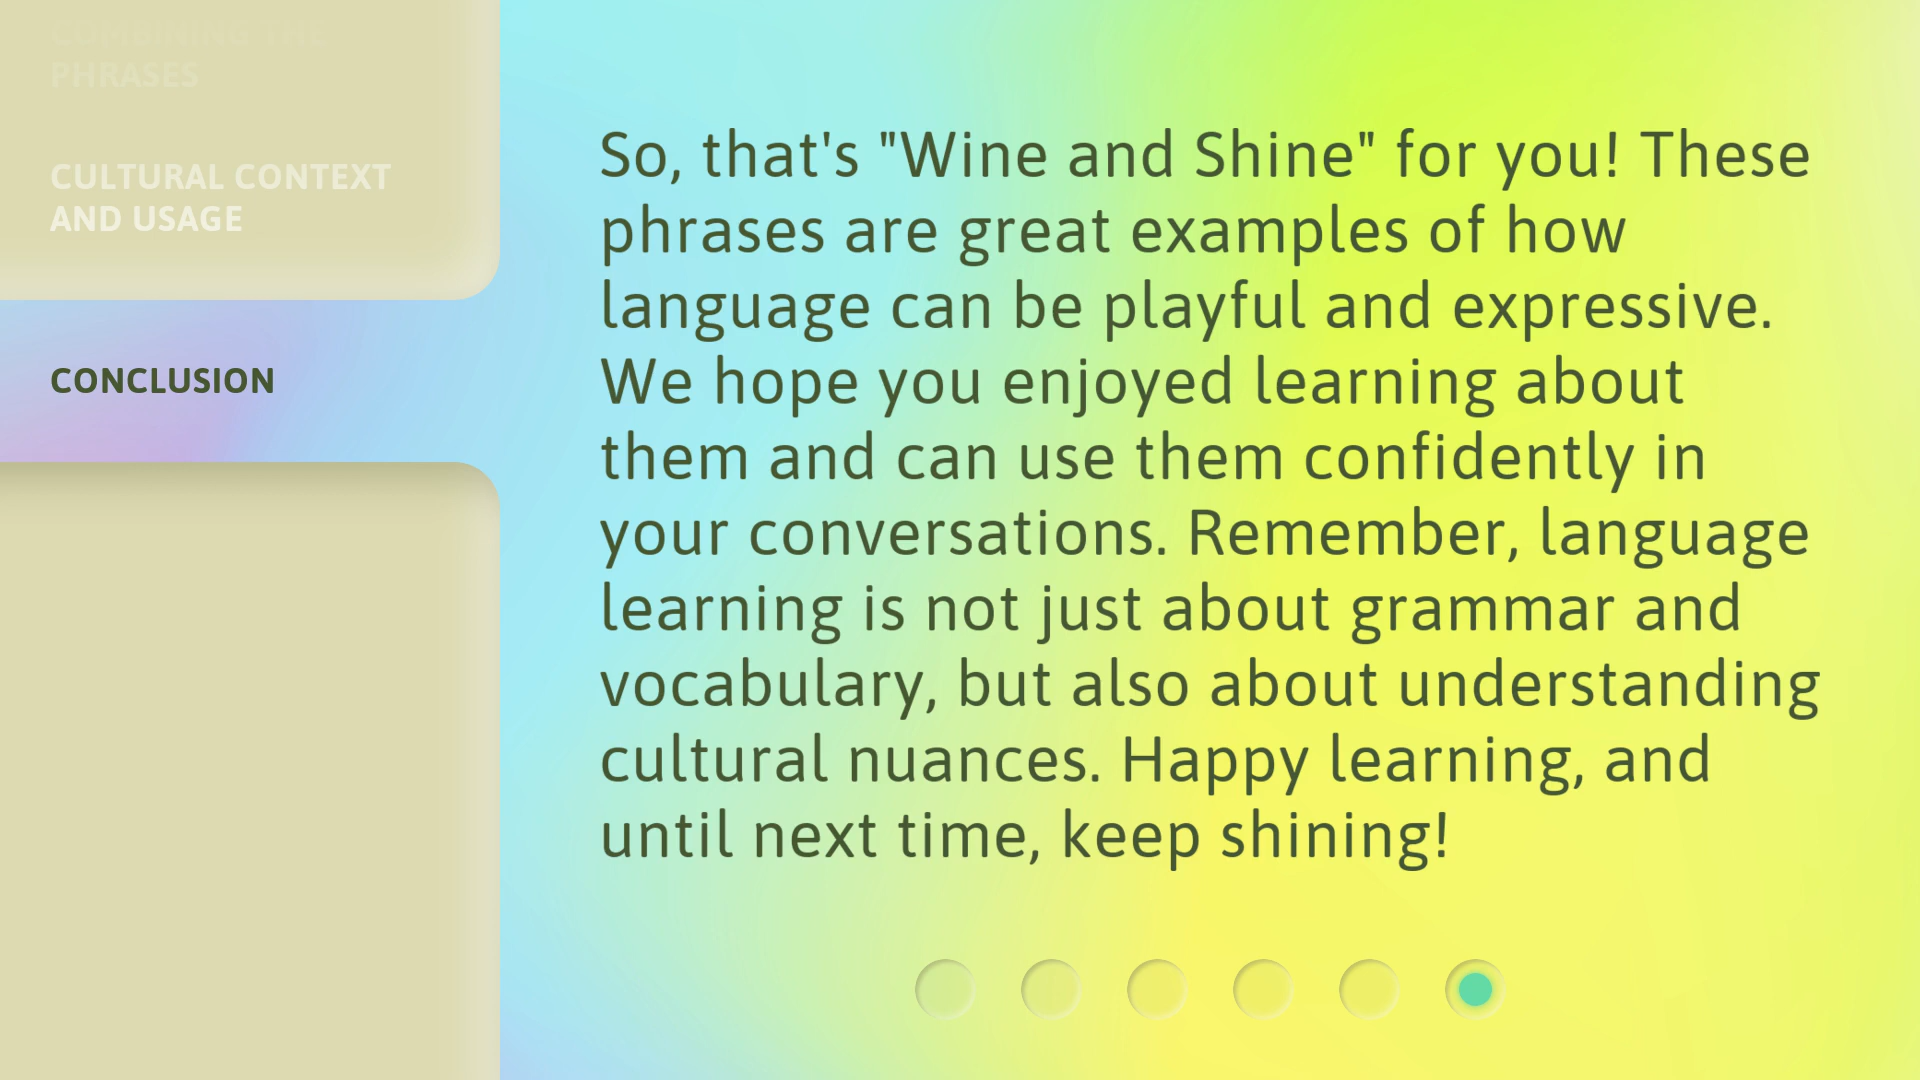 COMBINING THE
PHRASES
CULTURAL CONTEXT
AND USAGE
CONCLUSION
So, that's "Wine and Shine" for you! These
phrases are great examples of how
language can be playful and expressive.
We hope you enjoyed learning about
them and can use them confidently in
your conversations. Remember, language
learning is not just about grammar and
vocabulary, but also about understanding
cultural nuances. Happy learning, and
until next time, keep shining!